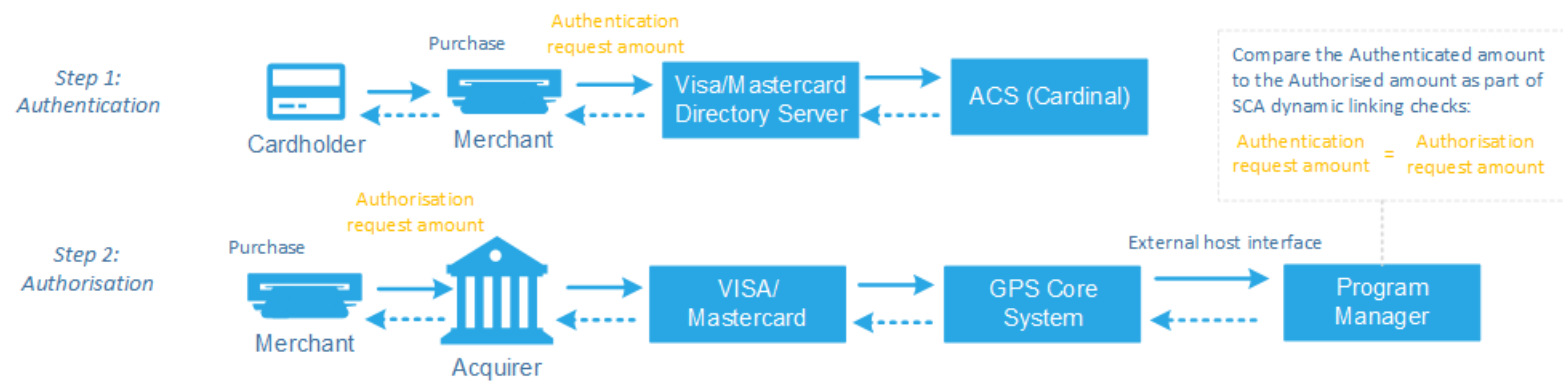 Step 1:
Authentication
Cardholder
Purchase
Merchant
Authentication
request amount
Visa/Mastercard
Directory Server
ACS (Cardinal)
Compare the Authenticated amount
to the Authorised amount as part of
SCA dynamic linking checks:
Authentication
request amount
=
Authorisation
request amount
Step 2:
Authorisation
Purchase
Merchant
Authorisation
request amount
Acquirer
VISA/
Mastercard
GPS Core
System
External host interface
Program
Manager